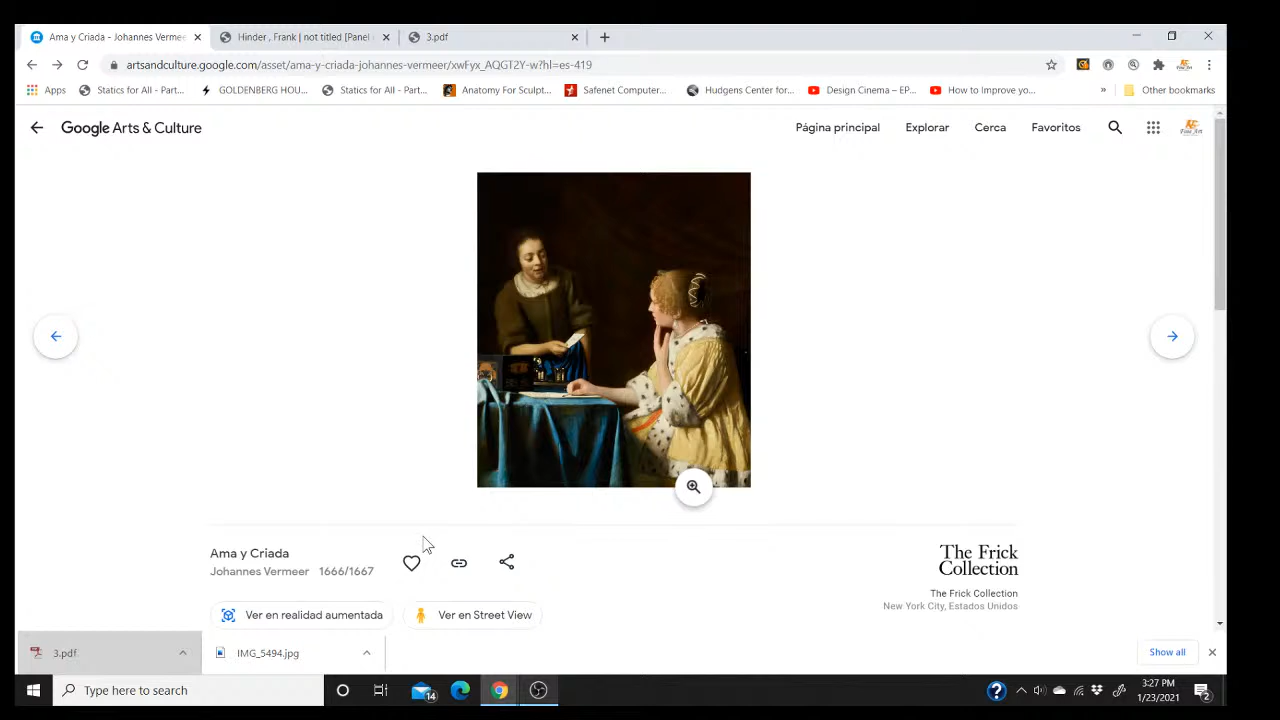 Ama y Criada - Johannes Vermee
Hinder , Frank | not titled [Panel
3.pdf
artsandculture.google.com/asset/ama-y-criada-johannes-vermeer/xwFyx_AQGT2Y-w?hl=es-419
Apps
Statics for All - Part...
GOLDENBERG HOU...
Statics for All - Part...
Anatomy For Sculpt...
Safenet Computer...
Hudgens Center for...
Design Cinema – EP...
How to Improve yo...
»
Other bookmarks
Google Arts & Culture
Página principal
Explorar
Cerca
Favoritos
Ama y Criada
Johannes Vermeer 1666/1667
The Frick
Collection
The Frick Collection
New York City, Estados Unidos
Ver en realidad aumentada
Ver en Street View
3.pdf
IMG_5494.jpg
Show all
Type here to search
14
3:27 PM
1/23/2021
2